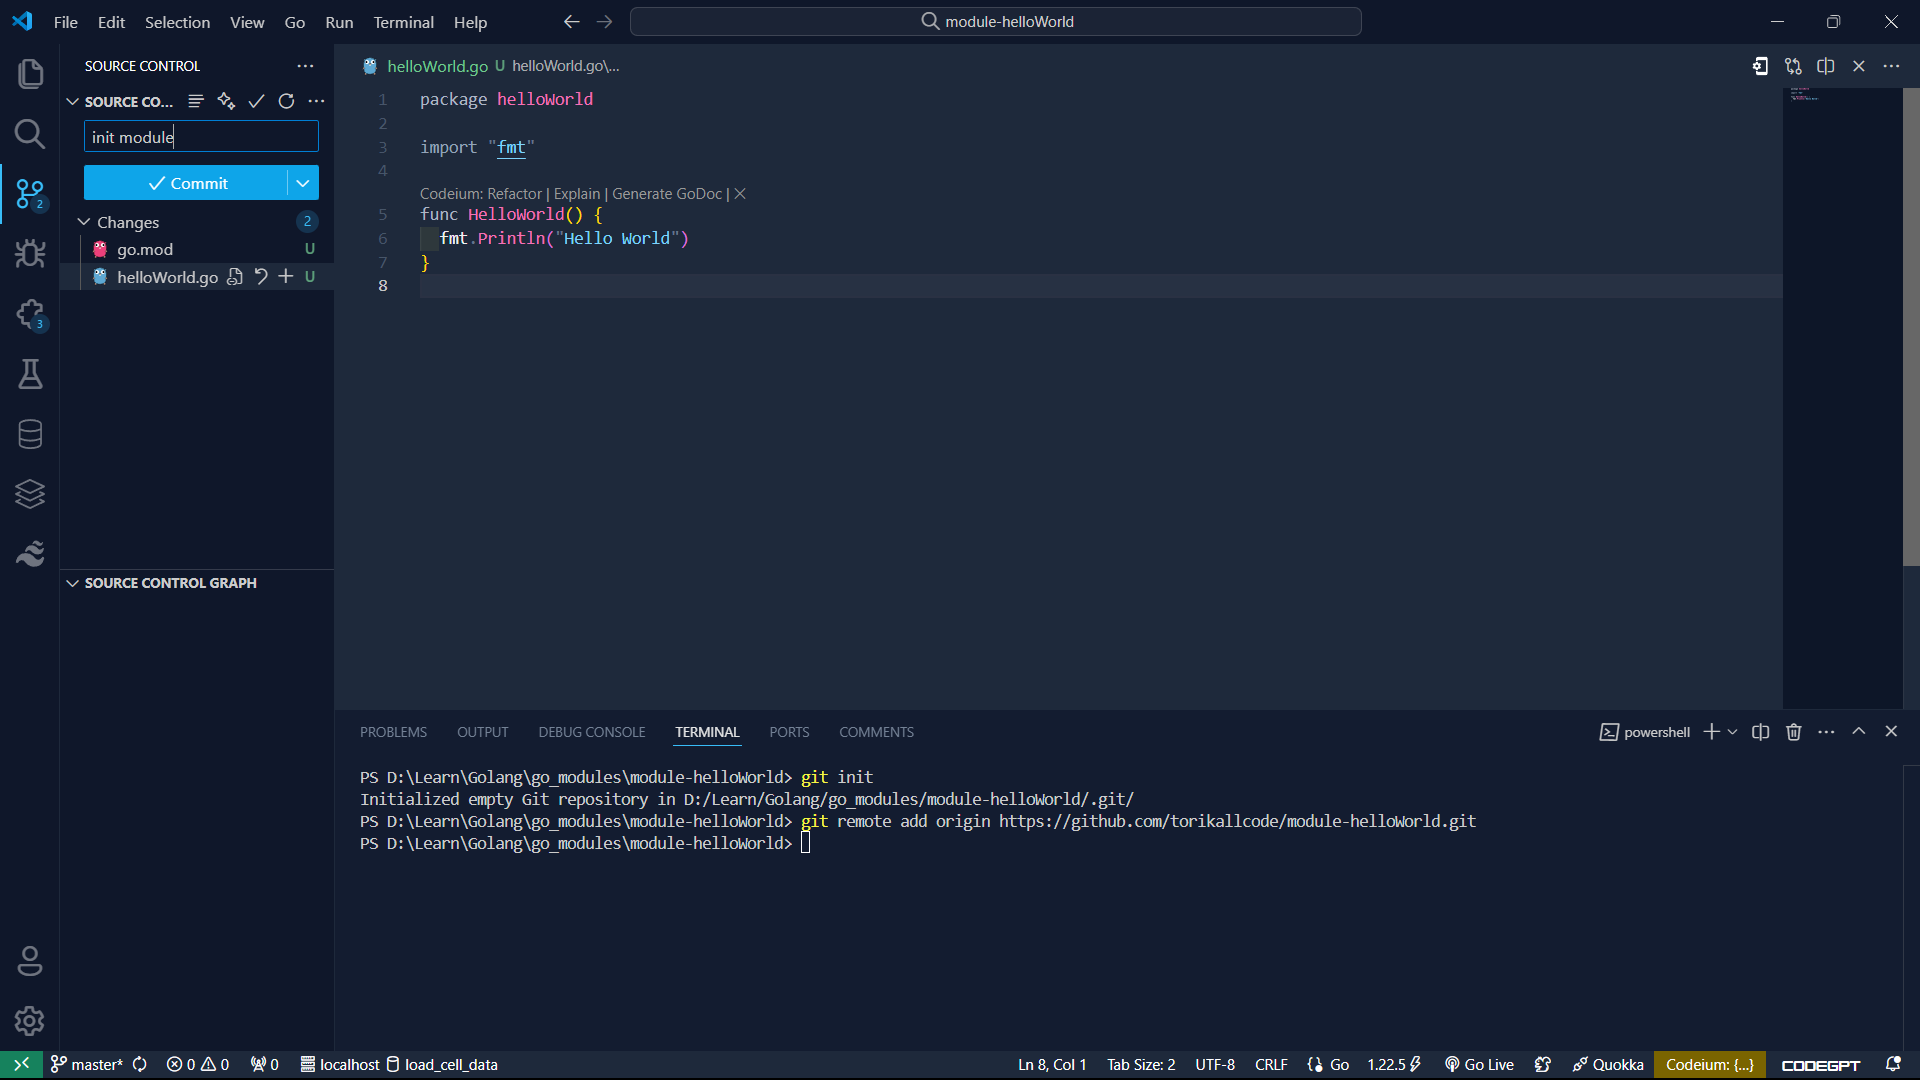 File Edit Selection View Go Run Terminal Help
module-helloWorld
SOURCE CONTROL
SOURCE CO...
init module
Commit
Changes 2
go.mod U
helloWorld.go U
2
3
SOURCE CONTROL GRAPH
helloWorld.go U helloWorld.go\...
1 package helloWorld
2
3 import "fmt"
4
Codeium: Refactor | Explain | Generate GoDoc | X
5 func HelloWorld() {
6 fmt.Println("Hello World")
7 }
8
PROBLEMS OUTPUT DEBUG CONSOLE TERMINAL PORTS COMMENTS
powershell
PS D:\Learn\Golang\go_modules\module-helloWorld> git init
Initialized empty Git repository in D:/Learn/Golang/go_modules/module-helloWorld/.git/
PS D:\Learn\Golang\go_modules\module-helloWorld> git remote add origin https://github.com/torikallcode/module-helloWorld.git
PS D:\Learn\Golang\go_modules\module-helloWorld>
master* 0 0 0 localhost load_cell_data
Ln 8, Col 1 Tab Size: 2 UTF-8 CRLF Go 1.22.5 Go Live Quokka Codeium: {...} CODEGPT